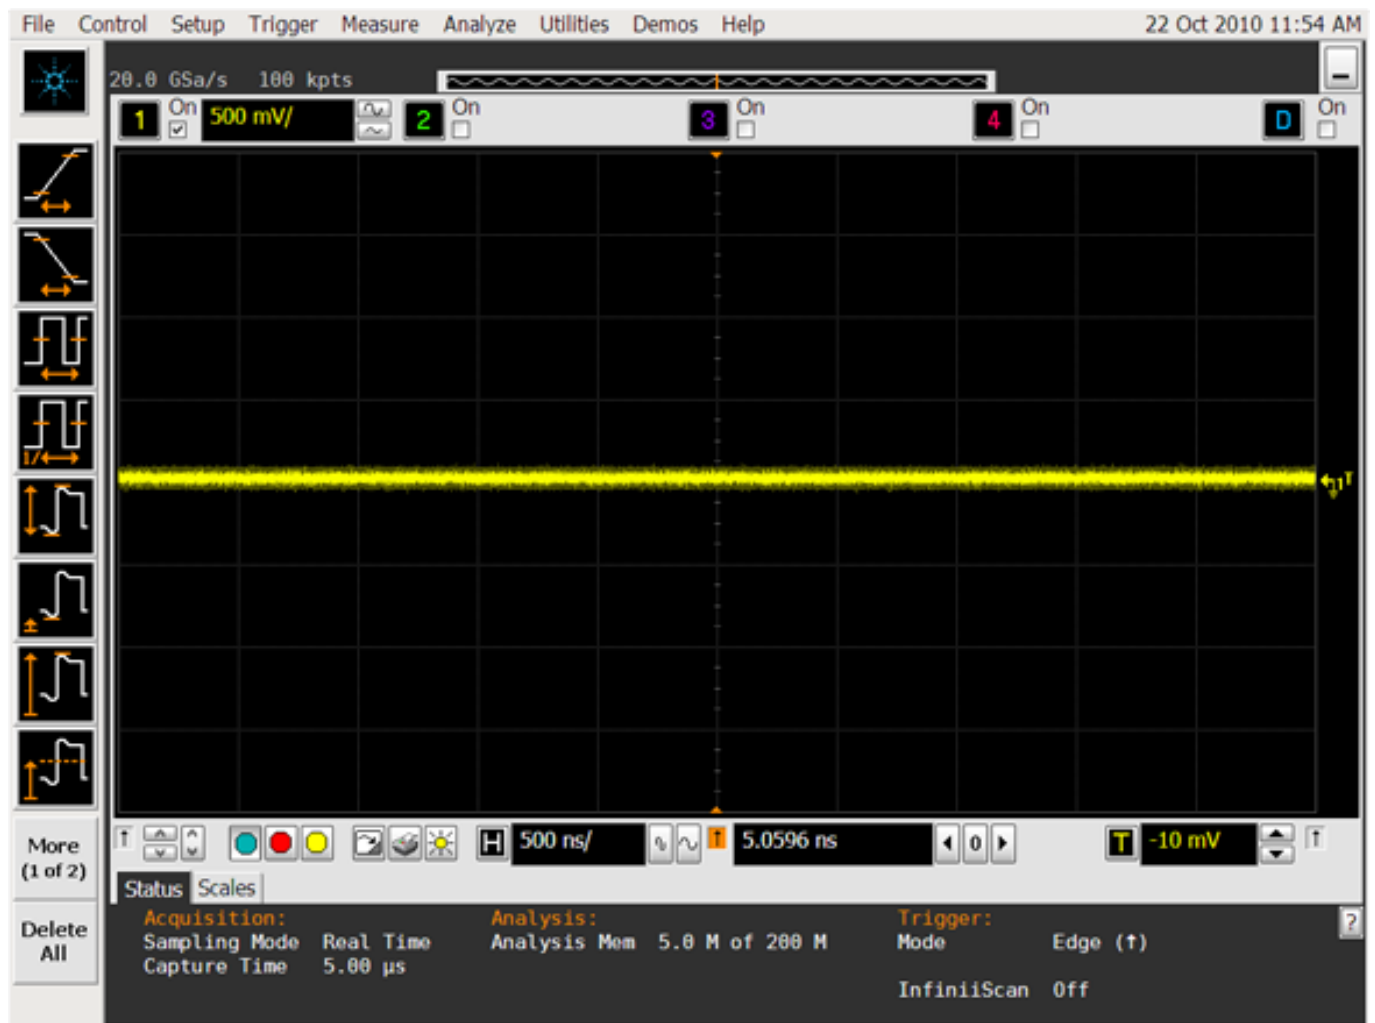 File Control Setup Trigger Measure Analyze Utilities Demos Help 22 Oct 2010 11:54 AM
20.0 GSa/s 100 kpts
1 On 500 mV/ 2 On 3 On 4 On D On
T
1/
More
(1 of 2)
Delete
All
H 500 ns/ 5.0596 ns 0 T -10 mV
Status Scales
?
Acquisition: Analysis: Trigger:
Sampling Mode Real Time Analysis Mem 5.0 M of 200 M Mode Edge (↑)
Capture Time 5.00 µs
InfiniiScan Off